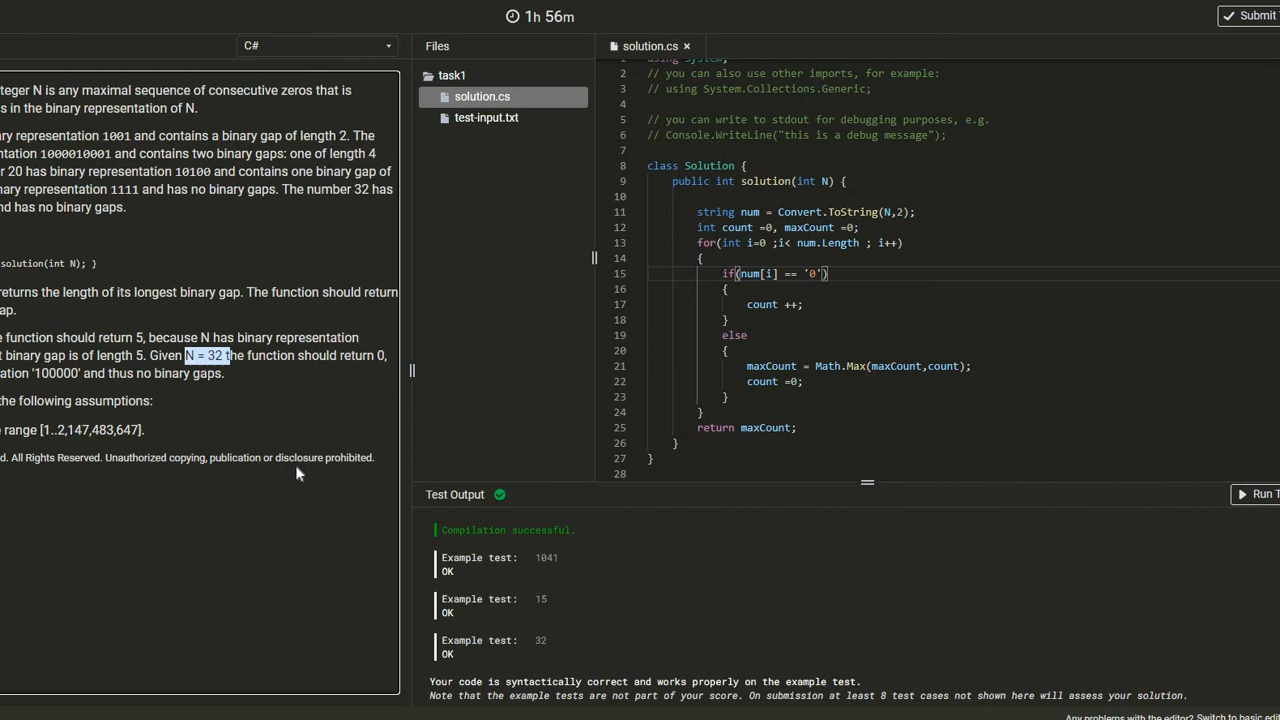 1h 56m
Submit
C#
teger N is any maximal sequence of consecutive zeros that is
s in the binary representation of N.
ry representation 1001 and contains a binary gap of length 2. The
ntation 1000010001 and contains two binary gaps: one of length 4
r 20 has binary representation 10100 and contains one binary gap of
nary representation 1111 and has no binary gaps. The number 32 has
nd has no binary gaps.
solution(int N); }
returns the length of its longest binary gap. The function should return
ap.
e function should return 5, because N has binary representation
t binary gap is of length 5. Given N = 32 the function should return 0,
ation '100000' and thus no binary gaps.
the following assumptions:
e range [1..2,147,483,647].
d. All Rights Reserved. Unauthorized copying, publication or disclosure prohibited.
Files
task1
solution.cs
test-input.txt
solution.cs ×
1 using System;
2 // you can also use other imports, for example:
3 // using System.Collections.Generic;
4
5 // you can write to stdout for debugging purposes, e.g.
6 // Console.WriteLine("this is a debug message");
7
8 class Solution {
9 public int solution(int N) {
10
11 string num = Convert.ToString(N,2);
12 int count =0, maxCount =0;
13 for(int i=0 ;i< num.Length ; i++)
14 {
15 if(num[i] == '0')
16 {
17 count ++;
18 }
19 else
20 {
21 maxCount = Math.Max(maxCount,count);
22 count =0;
23 }
24 }
25 return maxCount;
26 }
27 }
28
Test Output
Run T
Compilation successful.
Example test: 1041
OK
Example test: 15
OK
Example test: 32
OK
Your code is syntactically correct and works properly on the example test.
Note that the example tests are not part of your score. On submission at least 8 test cases not shown here will assess your solution.
Any problems with the editor? Switch to basic edi